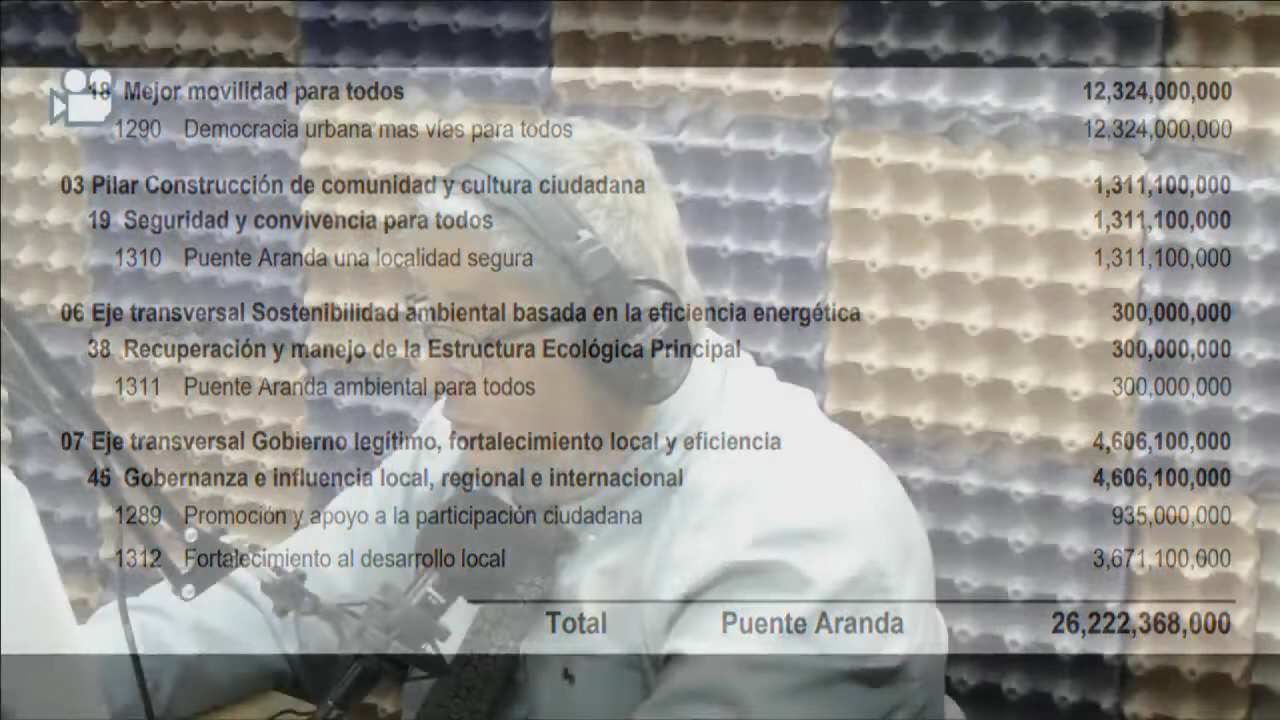 18 Mejor movilidad para todos 12,324,000,000
1290 Democracia urbana mas vías para todos 12,324,000,000
03 Pilar Construcción de comunidad y cultura ciudadana 1,311,100,000
19 Seguridad y convivencia para todos 1,311,100,000
1310 Puente Aranda una localidad segura 1,311,100,000
06 Eje transversal Sostenibilidad ambiental basada en la eficiencia energética 300,000,000
38 Recuperación y manejo de la Estructura Ecológica Principal 300,000,000
1311 Puente Aranda ambiental para todos 300,000,000
07 Eje transversal Gobierno legítimo, fortalecimiento local y eficiencia 4,606,100,000
45 Gobernanza e influencia local, regional e internacional 4,606,100,000
1289 Promoción y apoyo a la participación ciudadana 935,000,000
1312 Fortalecimiento al desarrollo local 3,671,100,000
Total Puente Aranda 26,222,368,000